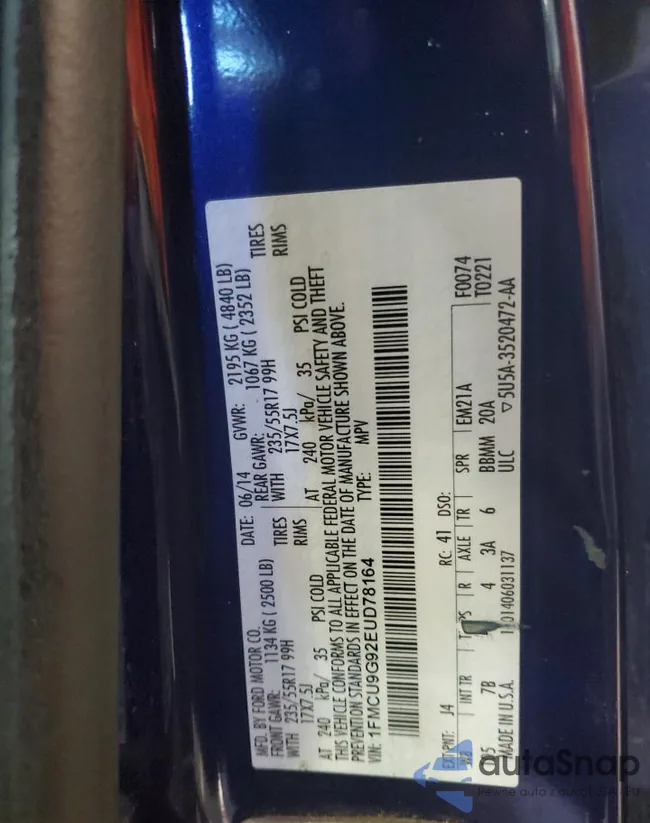 MFD. BY FORD MOTOR CO.
DATE: 06/14 GVWR: 2195 KG ( 4840 LB)
FRONT GAWR: 1134 KG ( 2500 LB) REAR GAWR: 1067 KG ( 2352 LB)
WITH 235/55R17 99H TIRES WITH 235/55R17 99H TIRES
17X7.5J RIMS 17X7.5J RIMS
AT 240 kPa/ 35 PSI COLD AT 240 kPa/ 35 PSI COLD
THIS VEHICLE CONFORMS TO ALL APPLICABLE FEDERAL MOTOR VEHICLE SAFETY AND THEFT
PREVENTION STANDARDS IN EFFECT ON THE DATE OF MANUFACTURE SHOWN ABOVE.
VIN: 1FMCU9G92EUD78164 TYPE: MPV
EXT PNT: J4 RC: 41 DSO: F0074
INT TR R AXLE TR SPR EM21A T0221
7B 4 3A 6 BBMM 20A
MADE IN U.S.A. ULC ▽5U5A-3520472-AA
autaSnap